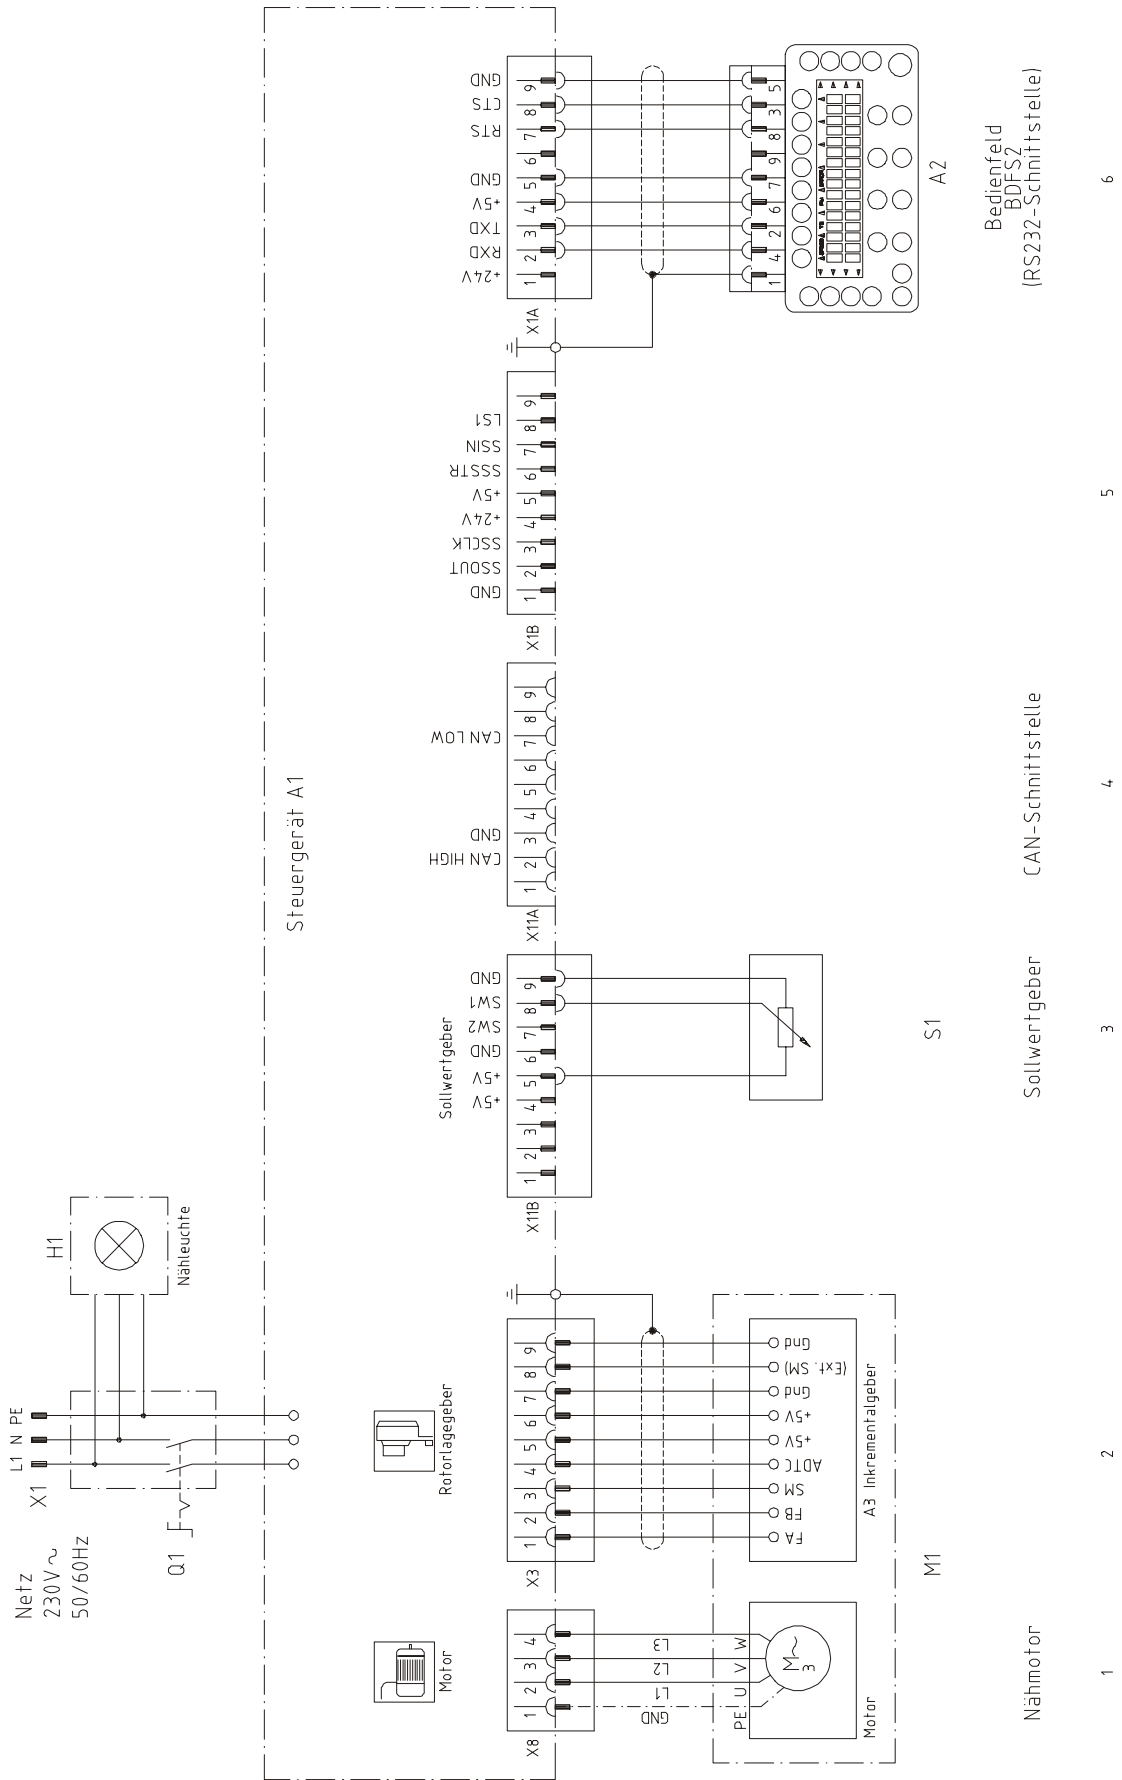 Netz
230V ~
50/60Hz
X1
L1 N PE
Q1
H1
Nähleuchte
Steuergerät A1
Motor
X8
1 2 3 4
GND
L1
L2
L3
PE U V W
M~
3
Motor
Rotorlagegeber
X3
1 2 3 4 5 6 7 8 9
FA
FB
SM
ADTC
+5V
+5V
Gnd
(Ext. SM)
Gnd
A3 Inkrementalgeber
M1
Sollwertgeber
X11B
1 2 3 4 5 6 7 8 9
+5V
+5V
GND
SW2
SW1
GND
S1
X11A
1 2 3 4 5 6 7 8 9
CAN HIGH
GND
CAN LOW
X1B
1 2 3 4 5 6 7 8 9
GND
SSOUT
SSCLK
+24V
+5V
SSSTR
SSIN
LS1
X1A
1 2 3 4 5 6 7 8 9
+24V
RXD
TXD
+5V
GND
RTS
CTS
GND
1 4 2 6 7 9 8 3 5
A2
Bedienfeld
BDFS2
(RS232-Schnittstelle)
Nähmotor
Sollwertgeber
CAN-Schnittstelle
1 2 3 4 5 6